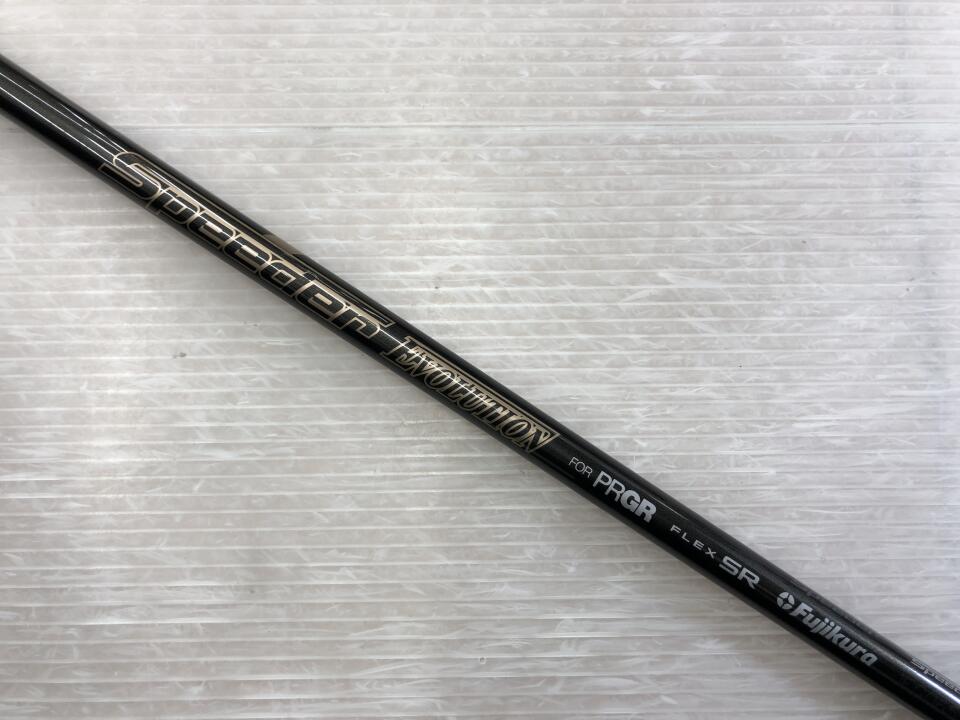 Speeder EVOLUTION FOR PRGR FLEX SR Fujikura